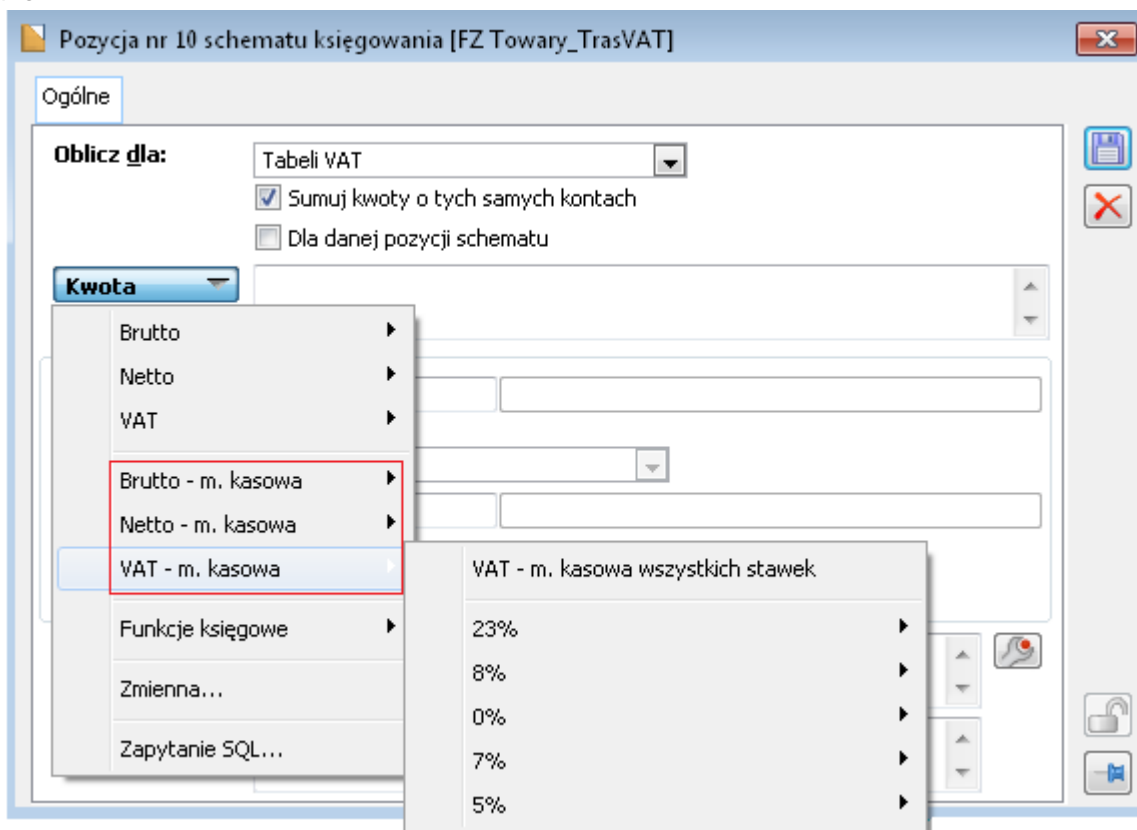 Pozycja nr 10 schematu księgowania [FZ Towary_TrasVAT]
Ogólne
Oblicz dla:
Tabeli VAT
Sumuj kwoty o tych samych kontach
Dla danej pozycji schematu
Kwota
Brutto
Netto
VAT
Brutto - m. kasowa
Netto - m. kasowa
VAT - m. kasowa
Funkcje księgowe
Zmienna...
Zapytanie SQL...
VAT - m. kasowa wszystkich stawek
23%
8%
0%
7%
5%